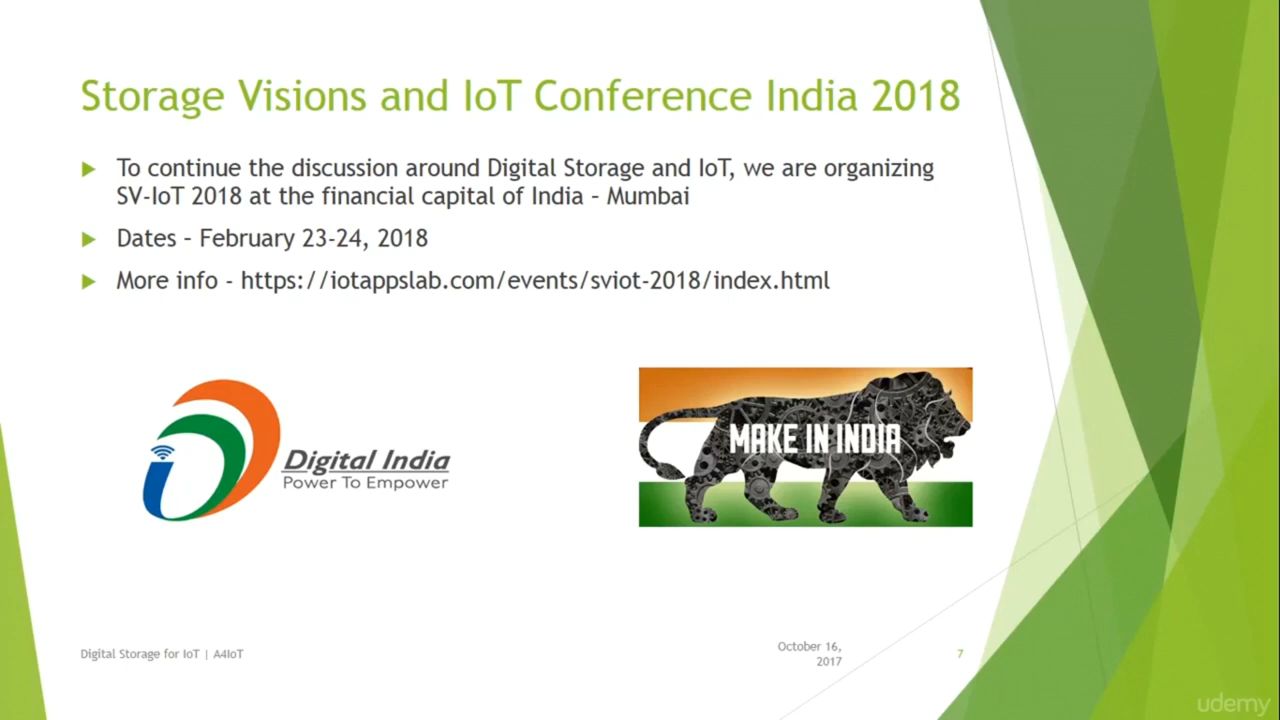 Storage Visions and IoT Conference India 2018
To continue the discussion around Digital Storage and IoT, we are organizing
SV-IoT 2018 at the financial capital of India – Mumbai
Dates – February 23-24, 2018
More info - https://iotappslab.com/events/sviot-2018/index.html
Digital India
Power To Empower
MAKE IN INDIA
Digital Storage for IoT | A4IoT
October 16,
2017
7
udemy